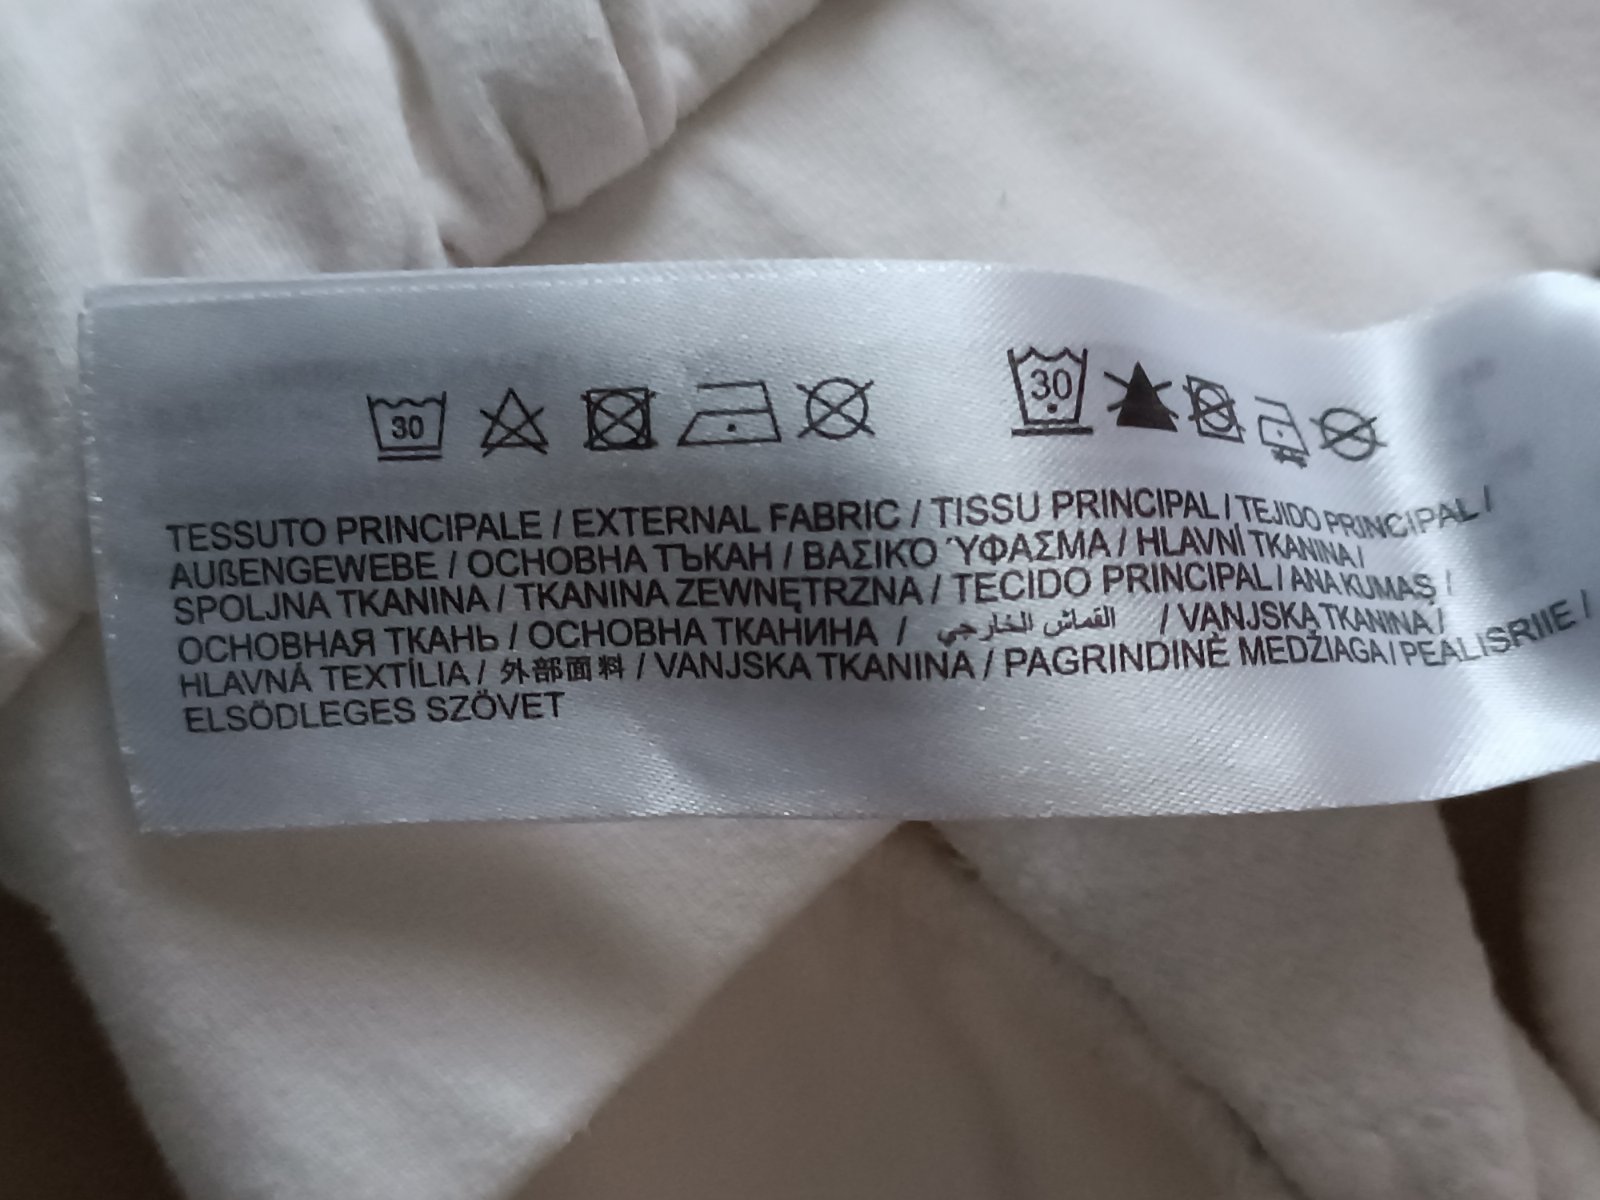 30 30
TESSUTO PRINCIPALE / EXTERNAL FABRIC / TISSU PRINCIPAL / TEJIDO PRINCIPAL /
AUßENGEWEBE / ОСНОВНА ТЪКАН / ΒΑΣΙΚΟ ΎΦΑΣΜΑ / HLAVNÍ TKANINA /
SPOLJNA TKANINA / TKANINA ZEWNĘTRZNA / TECIDO PRINCIPAL / ANA KUMAŞ /
ОСНОВНАЯ ТКАНЬ / ОСНОВНА ТКАНИНА / القماش الخارجي / VANJSKA TKANINA /
HLAVNÁ TEXTÍLIA / 外部面料 / VANJSKA TKANINA / PAGRINDINĖ MEDŽIAGA / PEALISRIIE /
ELSÖDLEGES SZÖVET